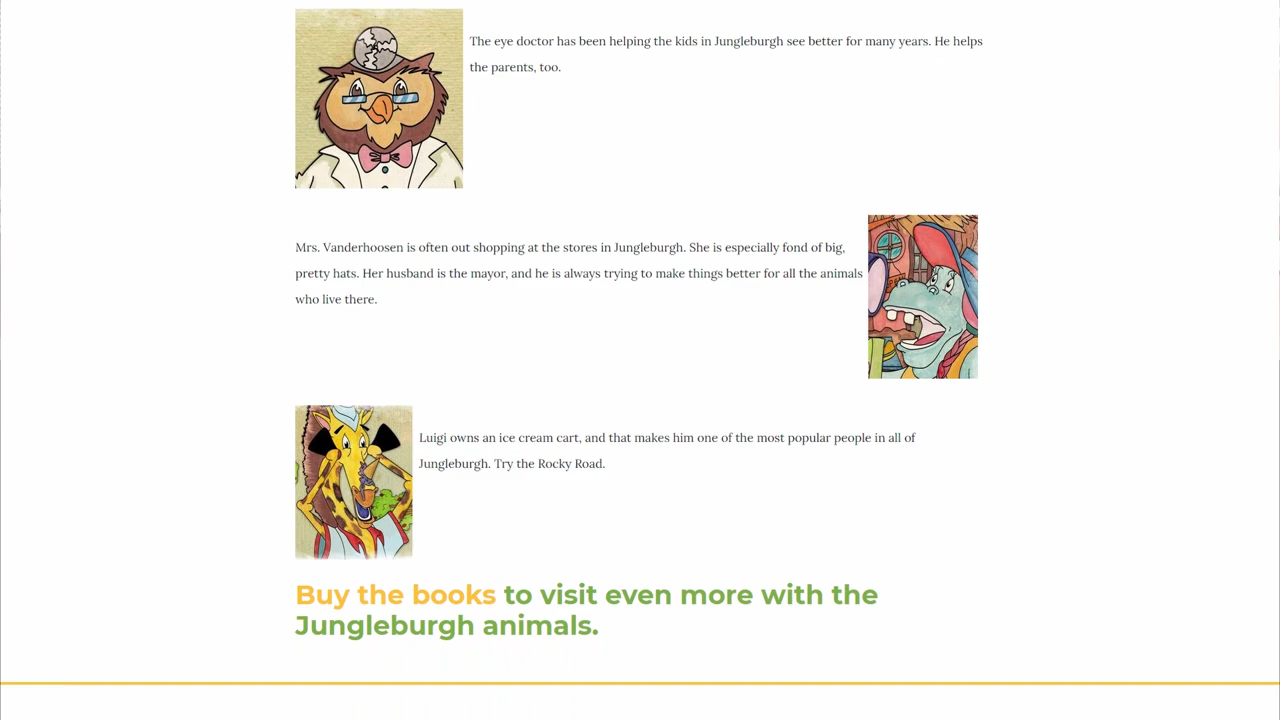 The eye doctor has been helping the kids in Jungleburgh see better for many years. He helps
the parents, too.
Mrs. Vanderhoosen is often out shopping at the stores in Jungleburgh. She is especially fond of big,
pretty hats. Her husband is the mayor, and he is always trying to make things better for all the animals
who live there.
Luigi owns an ice cream cart, and that makes him one of the most popular people in all of
Jungleburgh. Try the Rocky Road.
Buy the books to visit even more with the
Jungleburgh animals.